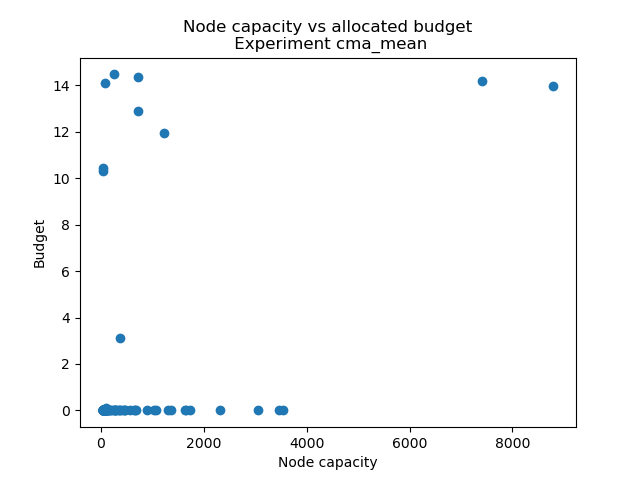 Node capacity vs allocated budget
Experiment cma_mean
14
12
10
8
6
4
2
0
Budget
0 2000 4000 6000 8000
Node capacity